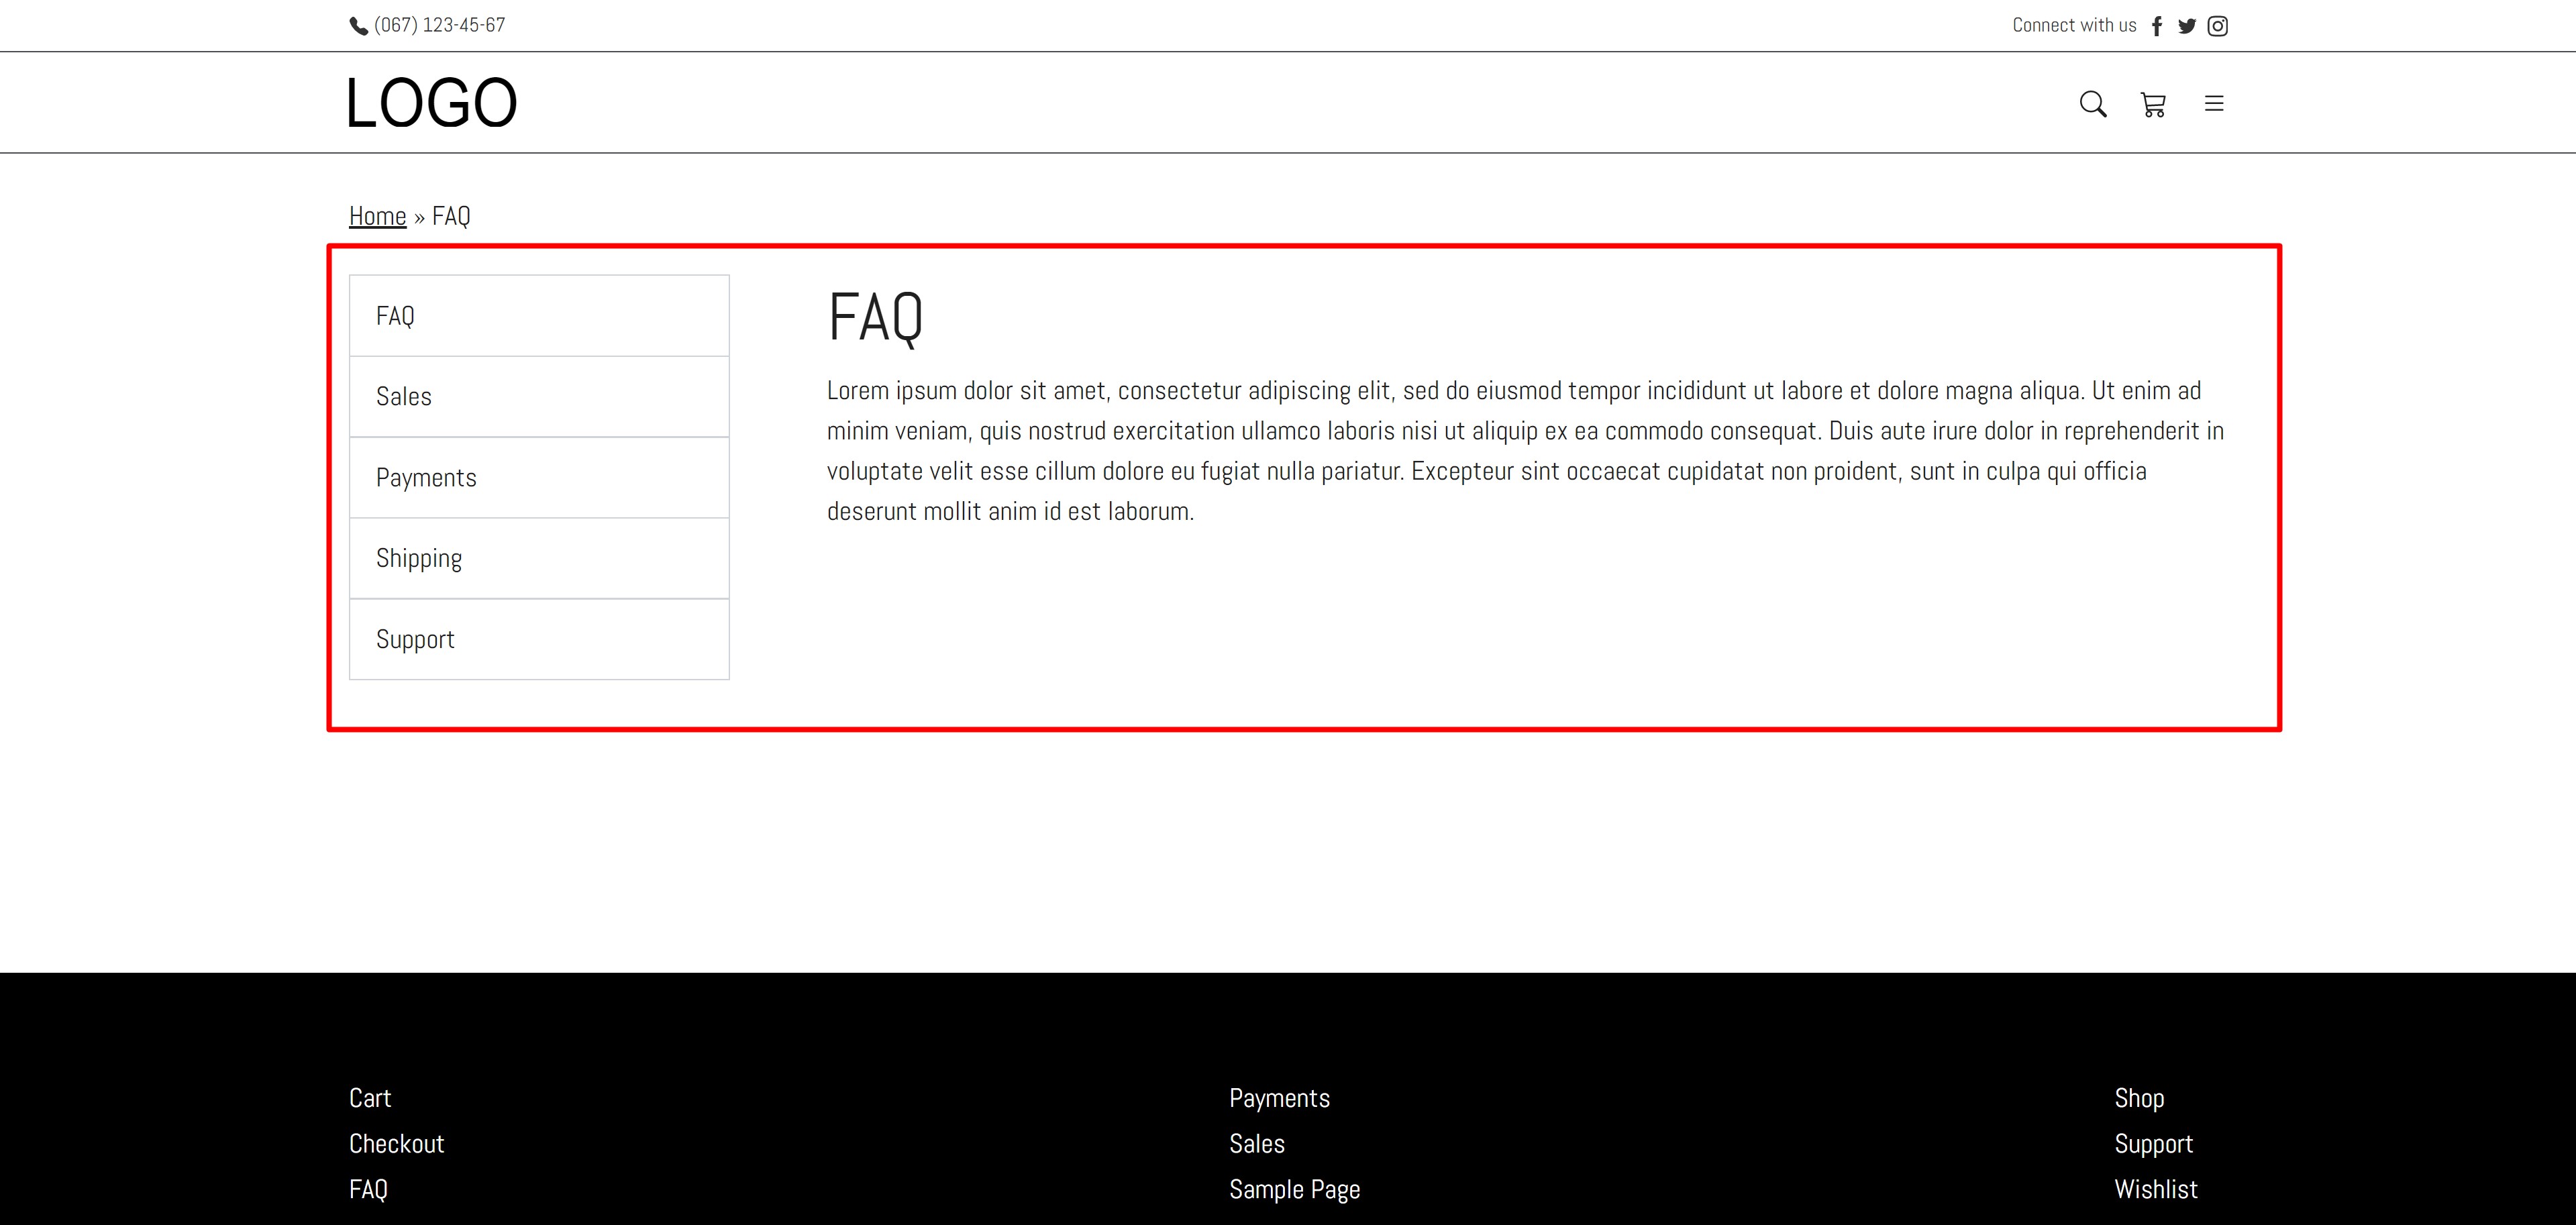 (067) 123-45-67
Connect with us
LOGO
Home » FAQ
FAQ
Sales
Payments
Shipping
Support
FAQ
Lorem ipsum dolor sit amet, consectetur adipiscing elit, sed do eiusmod tempor incididunt ut labore et dolore magna aliqua. Ut enim ad
minim veniam, quis nostrud exercitation ullamco laboris nisi ut aliquip ex ea commodo consequat. Duis aute irure dolor in reprehenderit in
voluptate velit esse cillum dolore eu fugiat nulla pariatur. Excepteur sint occaecat cupidatat non proident, sunt in culpa qui officia
deserunt mollit anim id est laborum.
Cart
Checkout
FAQ
Payments
Sales
Sample Page
Shop
Support
Wishlist